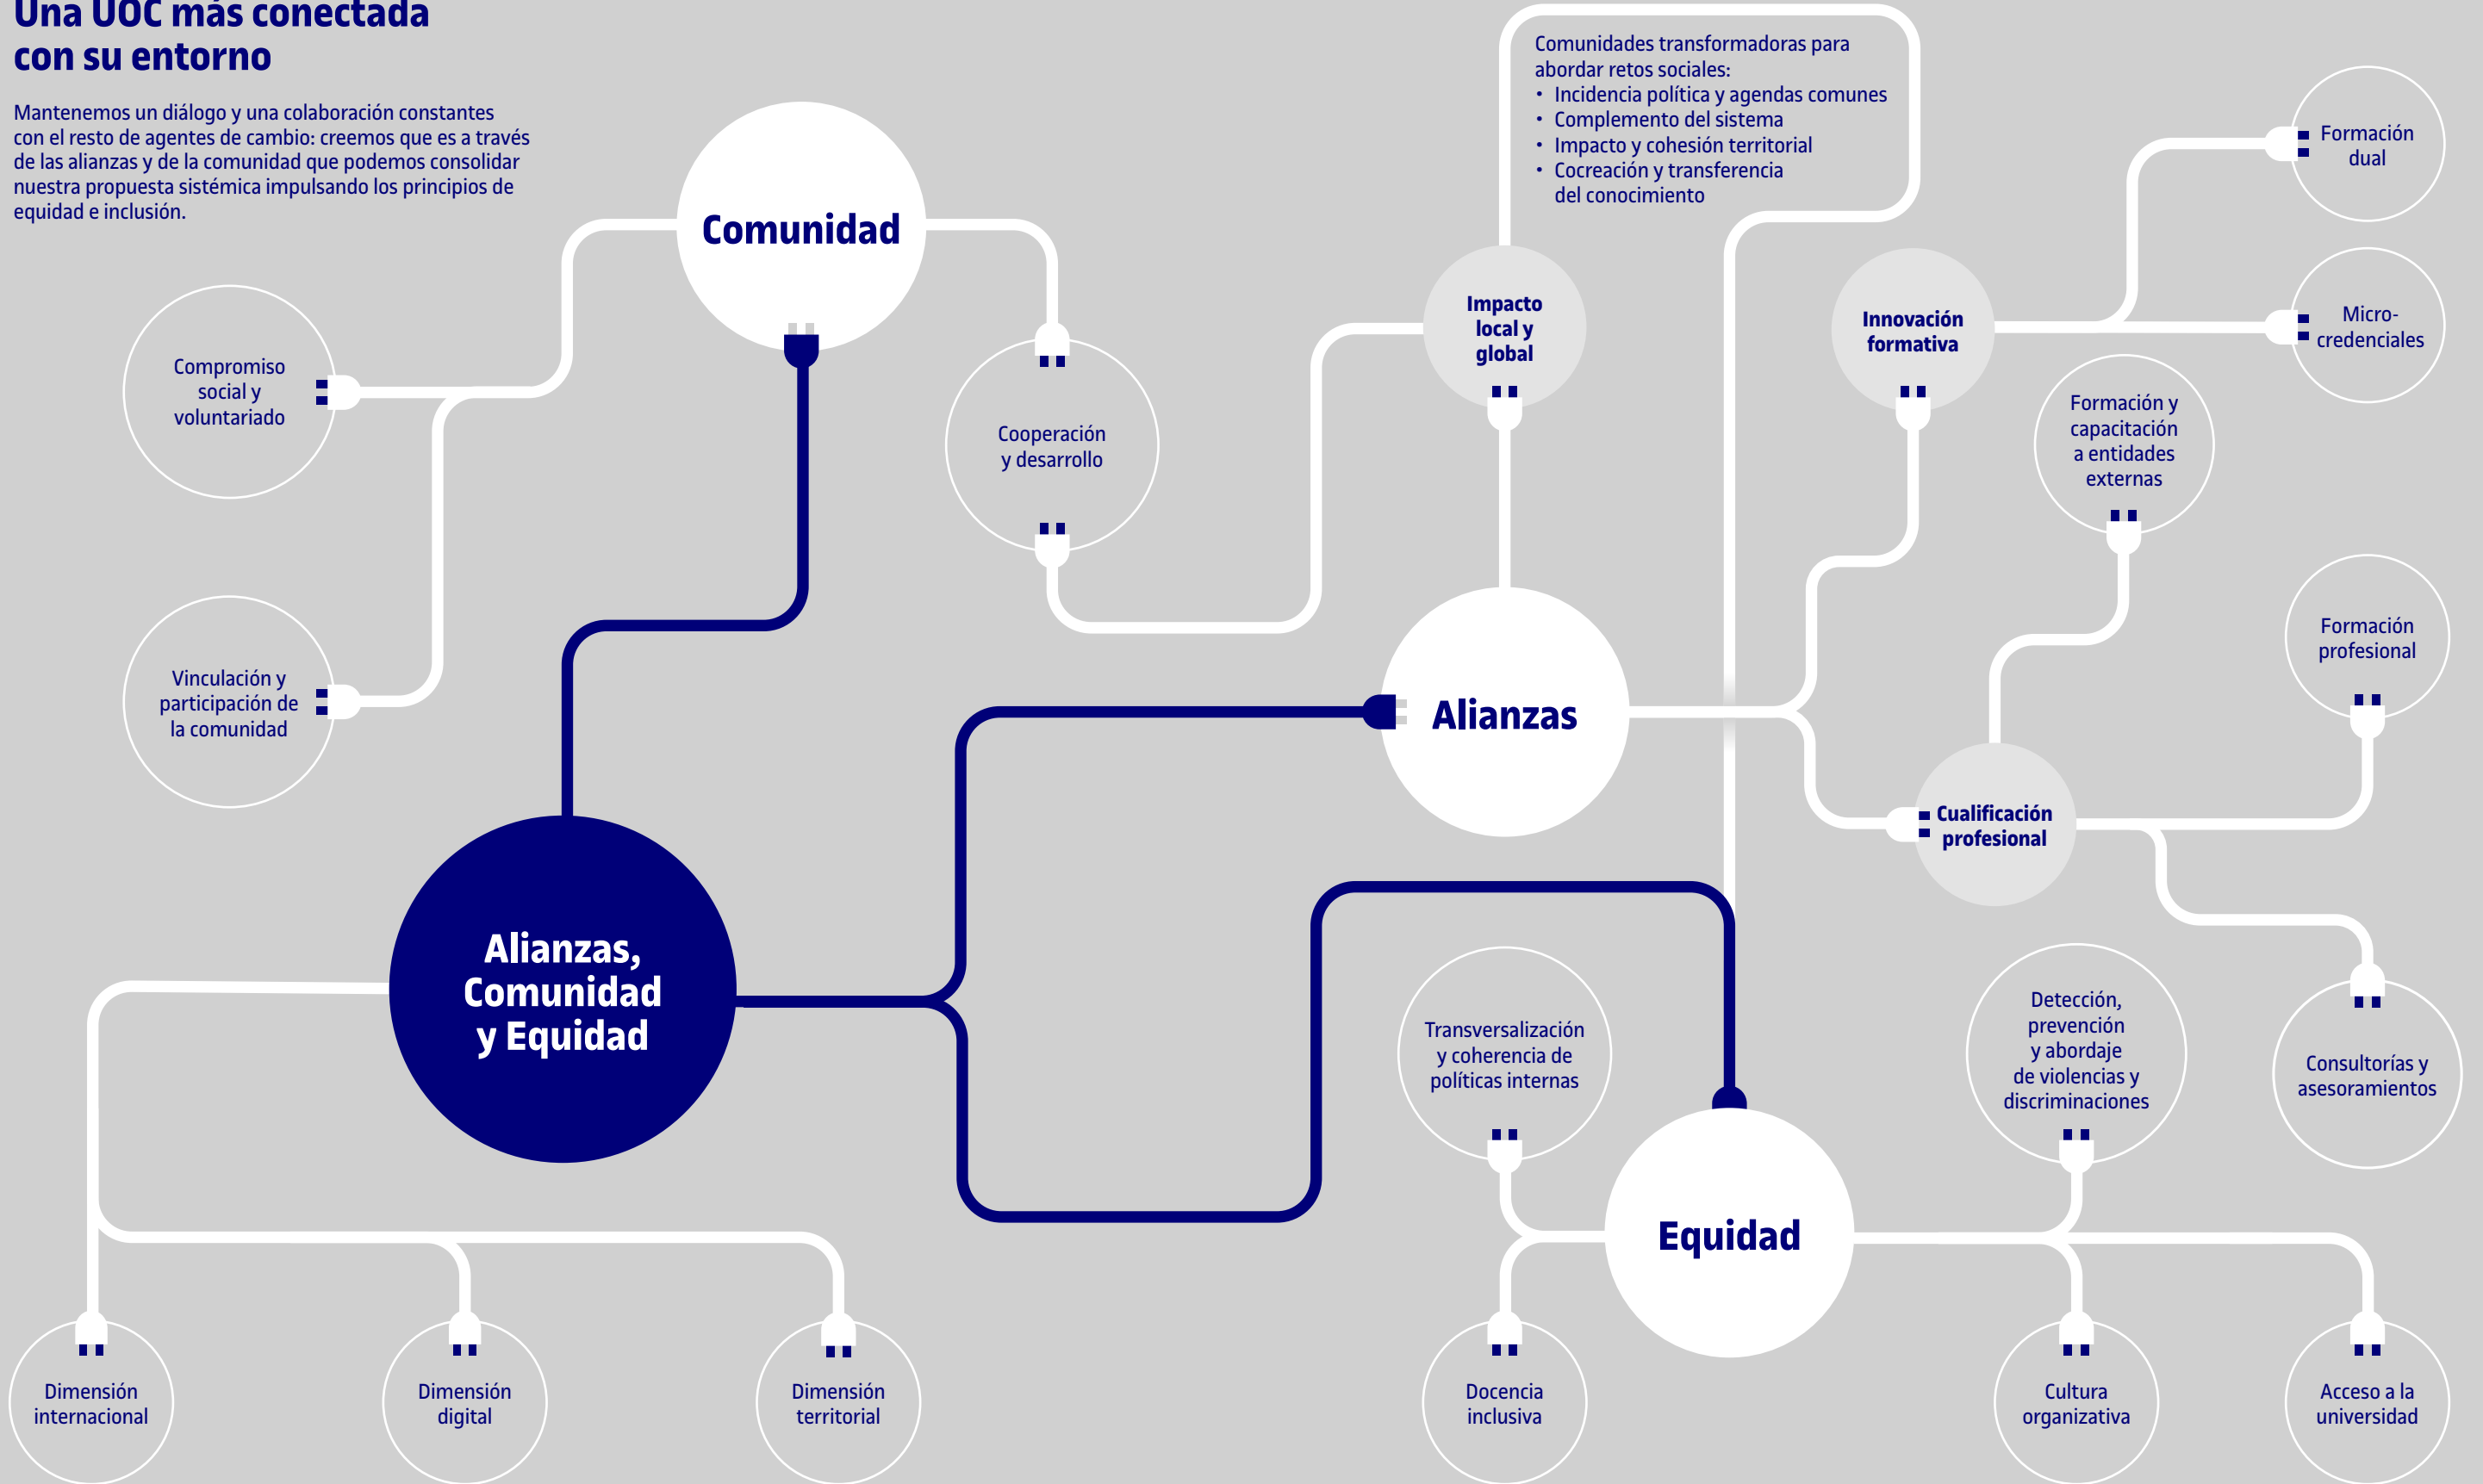 Una UOC más conectada
con su entorno
Mantenemos un diálogo y una colaboración constantes
con el resto de agentes de cambio: creemos que es a través
de las alianzas y de la comunidad que podemos consolidar
nuestra propuesta sistémica impulsando los principios de
equidad e inclusión.
Comunidad
Compromiso
social y
voluntariado
Vinculación y
participación de
la comunidad
Cooperación
y desarrollo
Comunidades transformadoras para
abordar retos sociales:
• Incidencia política y agendas comunes
• Complemento del sistema
• Impacto y cohesión territorial
• Cocreación y transferencia
del conocimiento
Impacto
local y
global
Innovación
formativa
Formación
dual
Micro-
credenciales
Formación y
capacitación
a entidades
externas
Formación
profesional
Alianzas
Cualificación
profesional
Alianzas,
Comunidad
y Equidad
Transversalización
y coherencia de
políticas internas
Detección,
prevención
y abordaje
de violencias y
discriminaciones
Consultorías y
asesoramientos
Equidad
Dimensión
internacional
Dimensión
digital
Dimensión
territorial
Docencia
inclusiva
Cultura
organizativa
Acceso a la
universidad